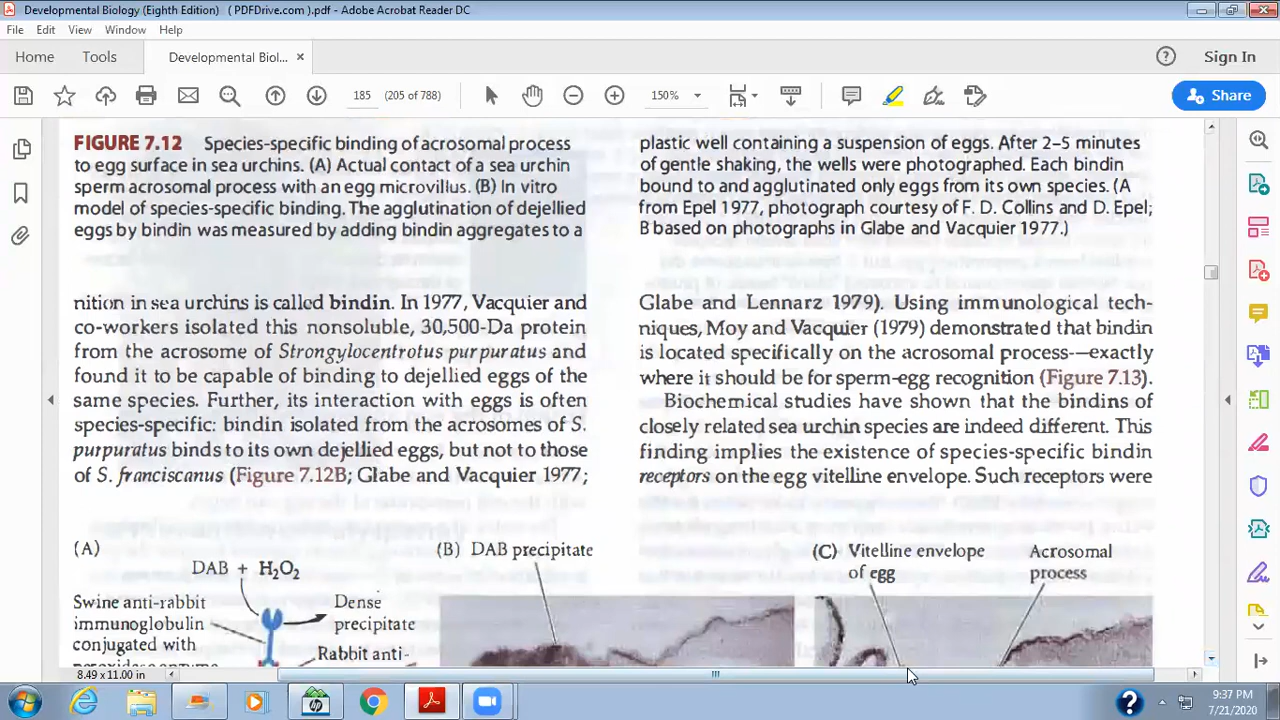 Developmental Biology (Eighth Edition) ( PDFDrive.com ).pdf - Adobe Acrobat Reader DC
File Edit View Window Help
Home Tools Developmental Biol... × Sign In
185 (205 of 788) 150% Share
FIGURE 7.12 Species-specific binding of acrosomal process
to egg surface in sea urchins. (A) Actual contact of a sea urchin
sperm acrosomal process with an egg microvillus. (B) In vitro
model of species-specific binding. The agglutination of dejellied
eggs by bindin was measured by adding bindin aggregates to a
plastic well containing a suspension of eggs. After 2–5 minutes
of gentle shaking, the wells were photographed. Each bindin
bound to and agglutinated only eggs from its own species. (A
from Epel 1977, photograph courtesy of F. D. Collins and D. Epel;
B based on photographs in Glabe and Vacquier 1977.)
nition in sea urchins is called bindin. In 1977, Vacquier and
co-workers isolated this nonsoluble, 30,500-Da protein
from the acrosome of Strongylocentrotus purpuratus and
found it to be capable of binding to dejellied eggs of the
same species. Further, its interaction with eggs is often
species-specific: bindin isolated from the acrosomes of S.
purpuratus binds to its own dejellied eggs, but not to those
of S. franciscanus (Figure 7.12B; Glabe and Vacquier 1977;
Glabe and Lennarz 1979). Using immunological tech-
niques, Moy and Vacquier (1979) demonstrated that bindin
is located specifically on the acrosomal process—exactly
where it should be for sperm-egg recognition (Figure 7.13).
Biochemical studies have shown that the bindins of
closely related sea urchin species are indeed different. This
finding implies the existence of species-specific bindin
receptors on the egg vitelline envelope. Such receptors were
(A)
DAB + H₂O₂
Swine anti-rabbit
immunoglobulin
conjugated with
peroxidase enzyme
Dense
precipitate
Rabbit anti-
(B) DAB precipitate
(C) Vitelline envelope
of egg
Acrosomal
process
8.49 x 11.00 in
9:37 PM
7/21/2020